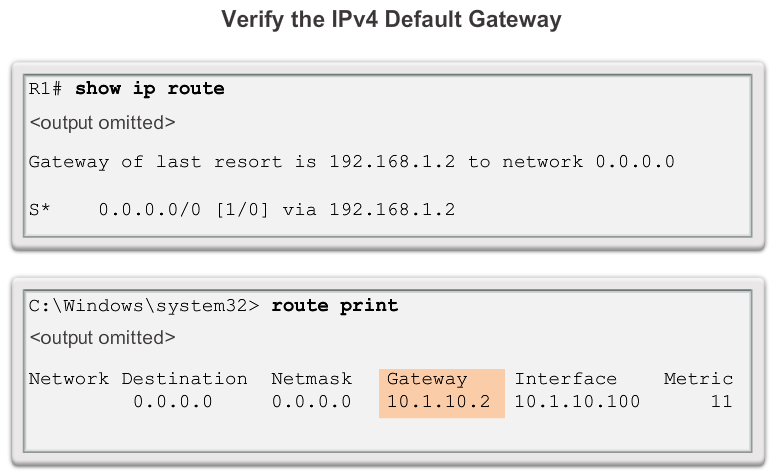 Verify the IPv4 Default Gateway
R1# show ip route
<output omitted>
Gateway of last resort is 192.168.1.2 to network 0.0.0.0
S*    0.0.0.0/0 [1/0] via 192.168.1.2
C:\Windows\system32> route print
<output omitted>
Network Destination  Netmask  Gateway  Interface  Metric
0.0.0.0  0.0.0.0  10.1.10.2  10.1.10.100  11